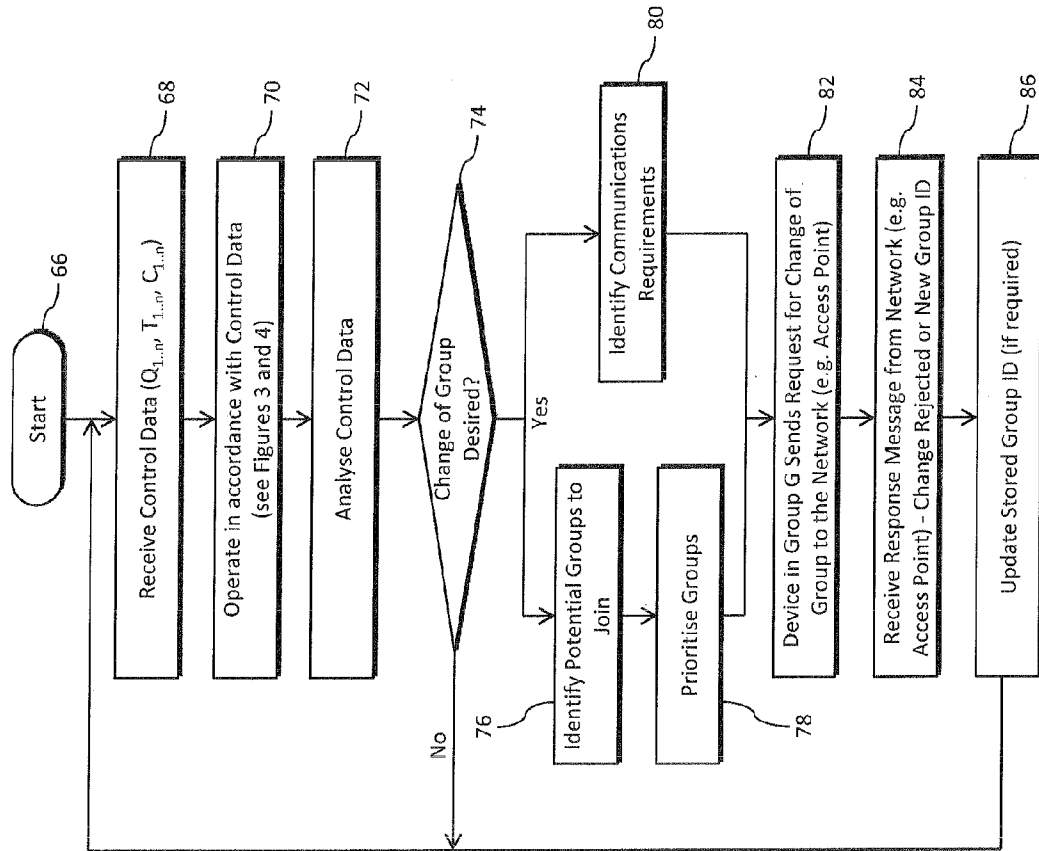 Start
66
Receive Control Data (Q1..n, T1..n, C1..n)
68
Operate in accordance with Control Data
(see Figures 3 and 4)
70
Analyse Control Data
72
Change of Group
Desired?
74
No
Yes
Identify Potential Groups to
Join
76
Prioritise Groups
78
Identify Communications
Requirements
80
Device in Group G Sends Request for Change of
Group to the Network (e.g. Access Point)
82
Receive Response Message from Network (e.g.
Access Point) - Change Rejected or New Group ID
84
Update Stored Group ID (if required)
86